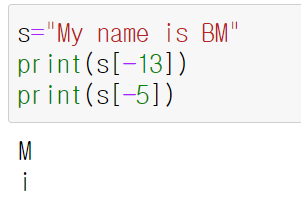 s="My name is BM"
print(s[-13])
print(s[-5])
M
i